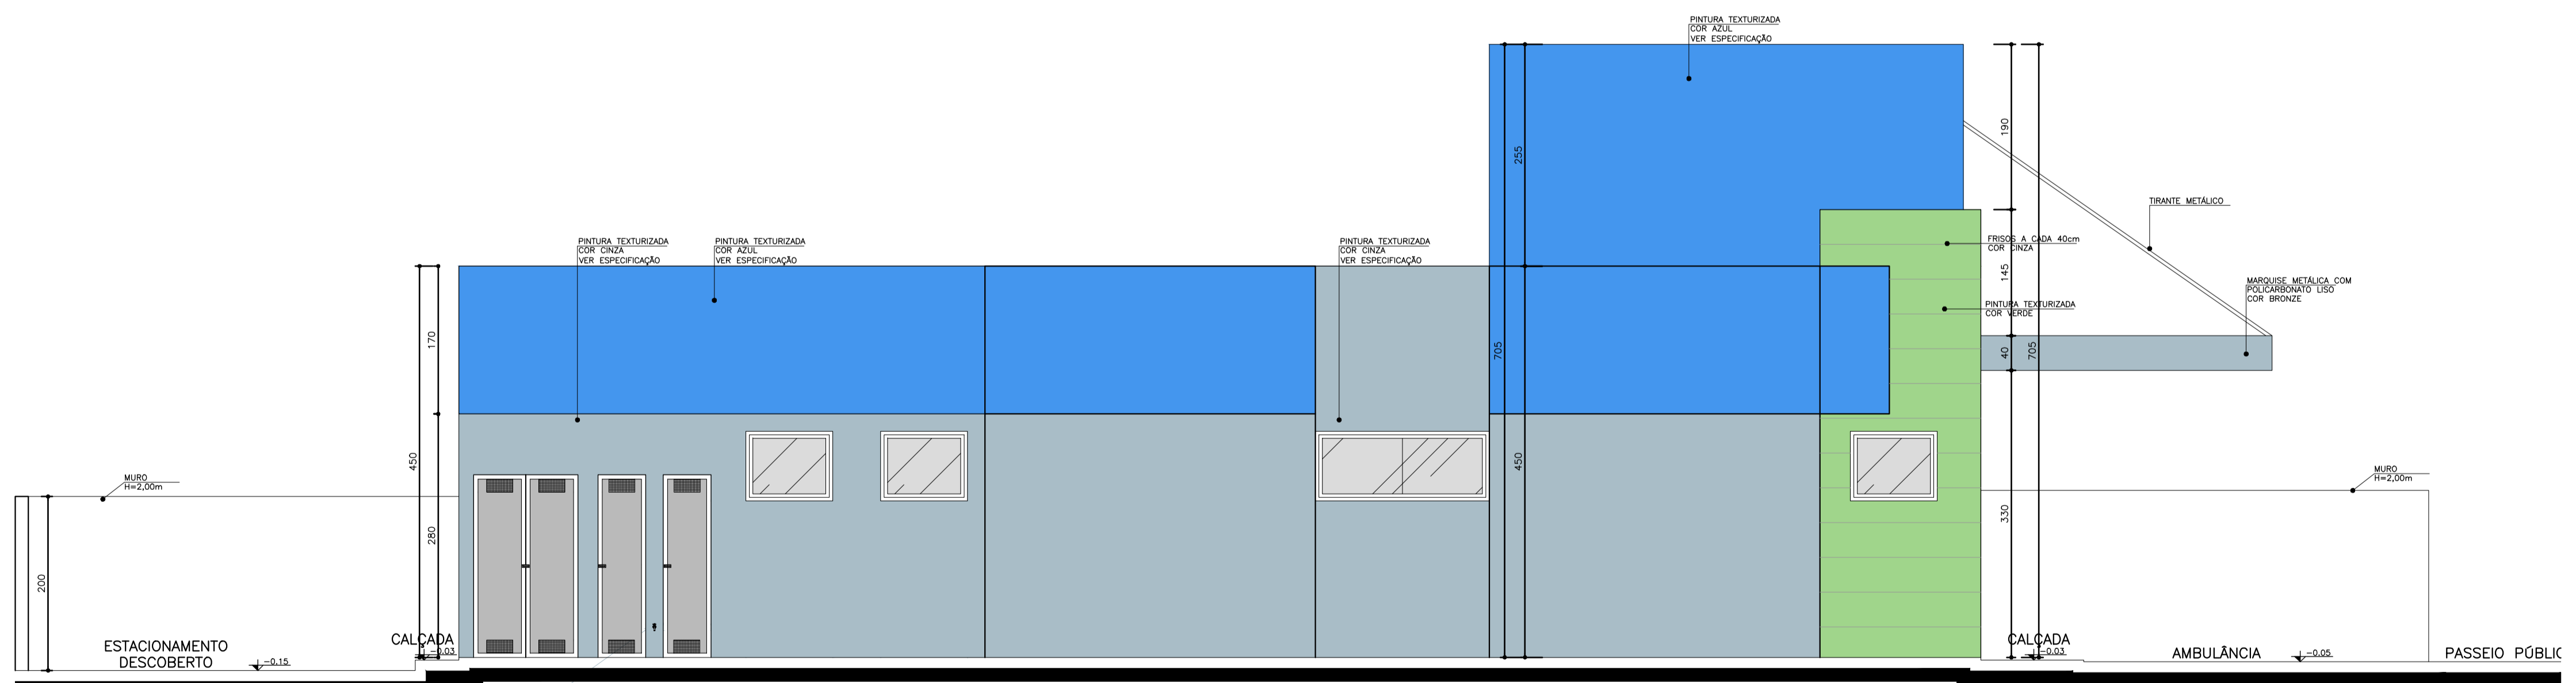 PINTURA TEXTURIZADA
COR AZUL
VER ESPECIFICAÇÃO
PINTURA TEXTURIZADA
COR CINZA
VER ESPECIFICAÇÃO
PINTURA TEXTURIZADA
COR AZUL
VER ESPECIFICAÇÃO
PINTURA TEXTURIZADA
COR CINZA
VER ESPECIFICAÇÃO
TIRANTE METÁLICO
FRISOS A CADA 40cm
COR CINZA
PINTURA TEXTURIZADA
COR VERDE
MARQUISE METÁLICA COM
POLICARBONATO LISO
COR BRONZE
MURO
H=2,00m
MURO
H=2,00m
200
450
170
280
705
255
450
190
145
40
330
705
ESTACIONAMENTO
DESCOBERTO
-0.15
CALÇADA
-0.03
CALÇADA
-0.03
AMBULÂNCIA
-0.05
PASSEIO PÚBLIC